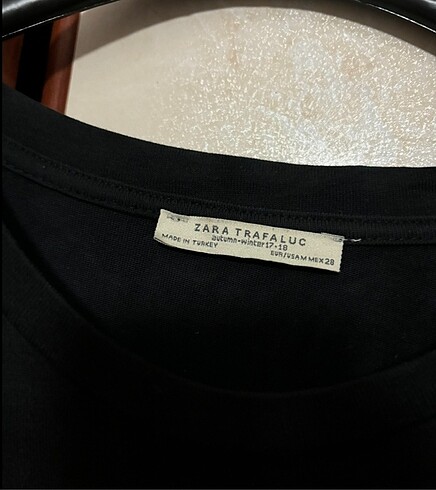 ZARA TRAFALUC
autumn-winter 17-18
MADE IN TURKEY
EUR/USA M MEX 28